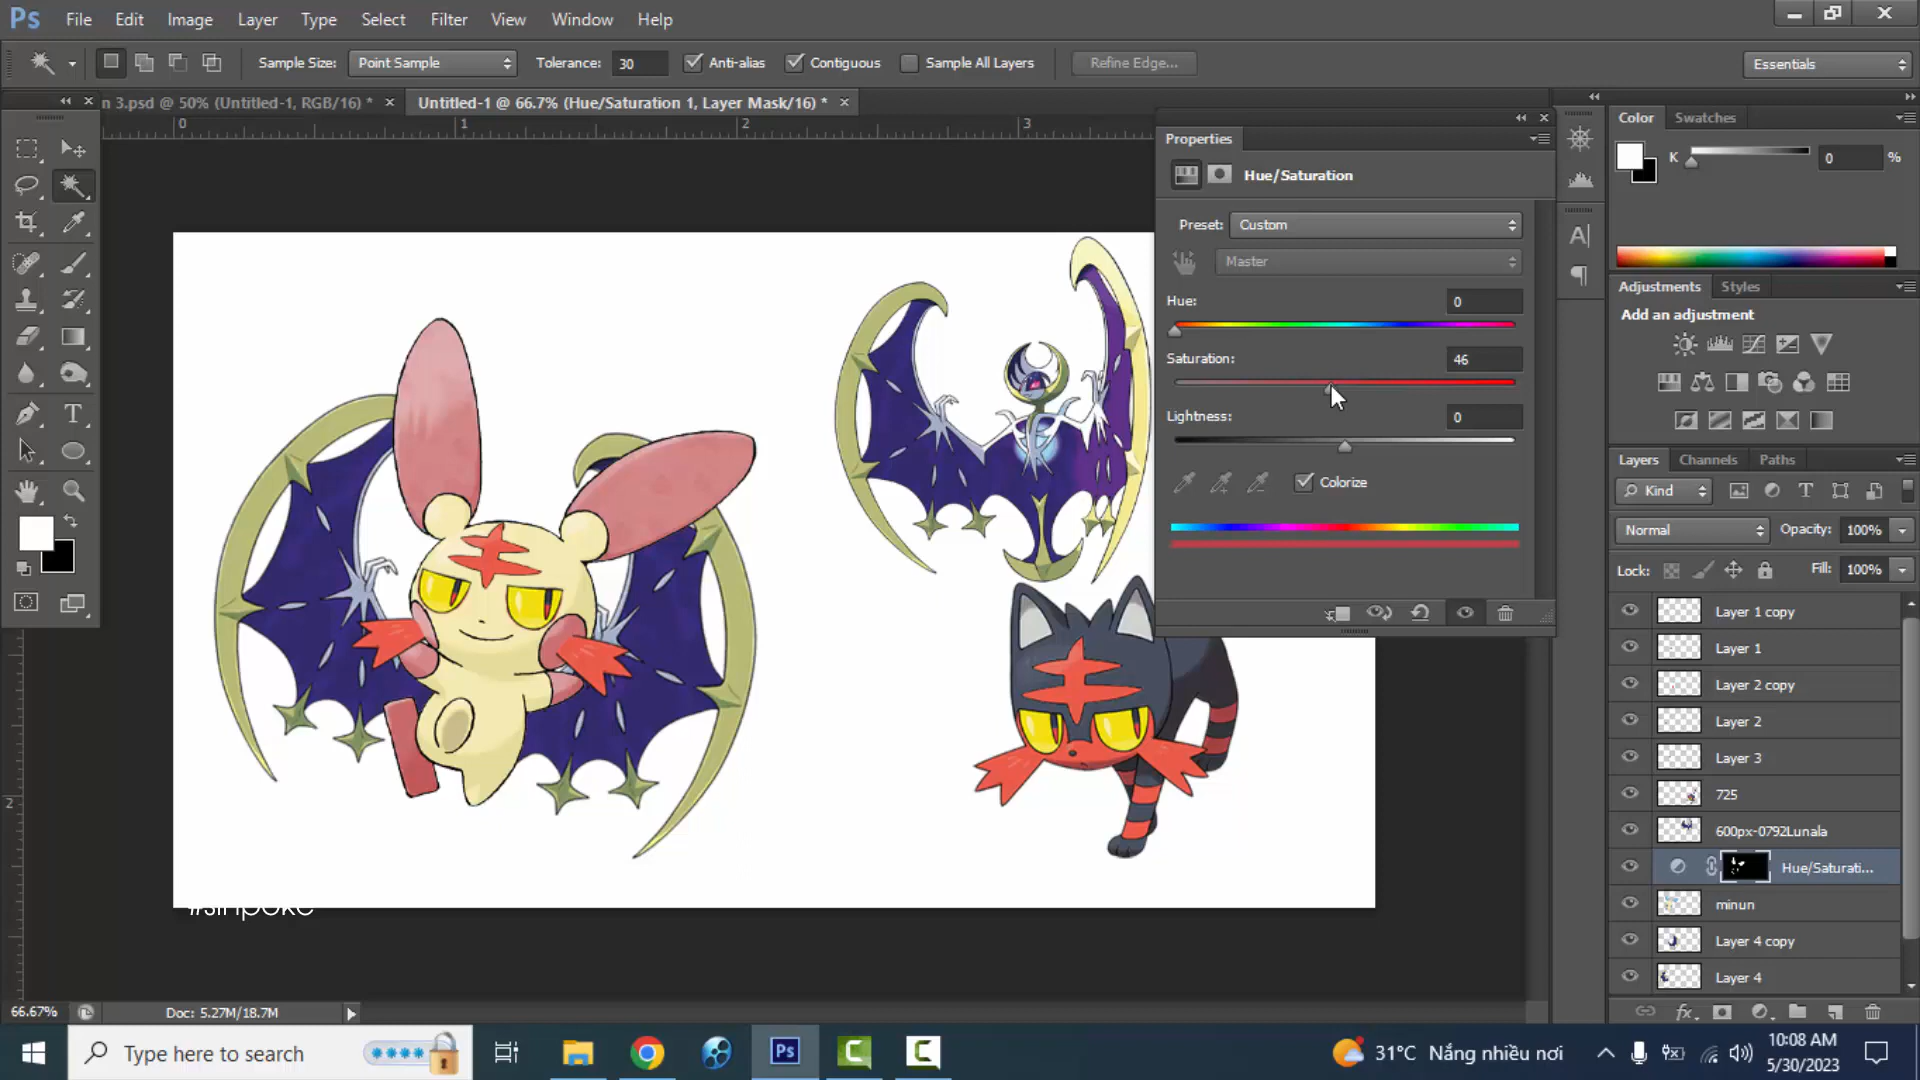 Ps File Edit Image Layer Type Select Filter View Window Help
Sample Size: Point Sample Tolerance: 30 Anti-alias Contiguous Sample All Layers Refine Edge... Essentials
n 3.psd @ 50% (Untitled-1, RGB/16) * × Untitled-1 @ 66.7% (Hue/Saturation 1, Layer Mask/16) * ×
0 1 2 3
2
Properties
Hue/Saturation
Preset: Custom
Master
Hue: 0
Saturation: 46
Lightness: 0
Colorize
Color Swatches
K 0 %
Adjustments Styles
Add an adjustment
Layers Channels Paths
Kind
Normal Opacity: 100%
Lock: Fill: 100%
Layer 1 copy
Layer 1
Layer 2 copy
Layer 2
Layer 3
725
600px-0792Lunala
Hue/Saturati...
minun
Layer 4 copy
Layer 4
66.67% Doc: 5.27M/18.7M
Type here to search
Ps
31°C Nắng nhiều nơi
10:08 AM
5/30/2023